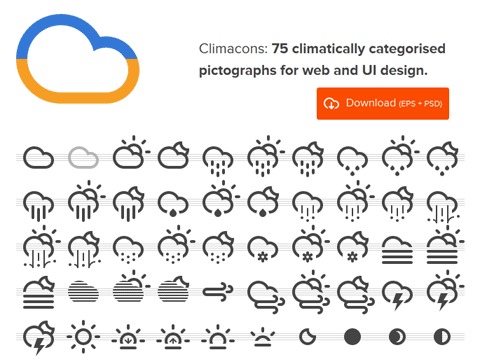 Climacons: 75 climatically categorised
pictographs for web and UI design.
Download (EPS + PSD)